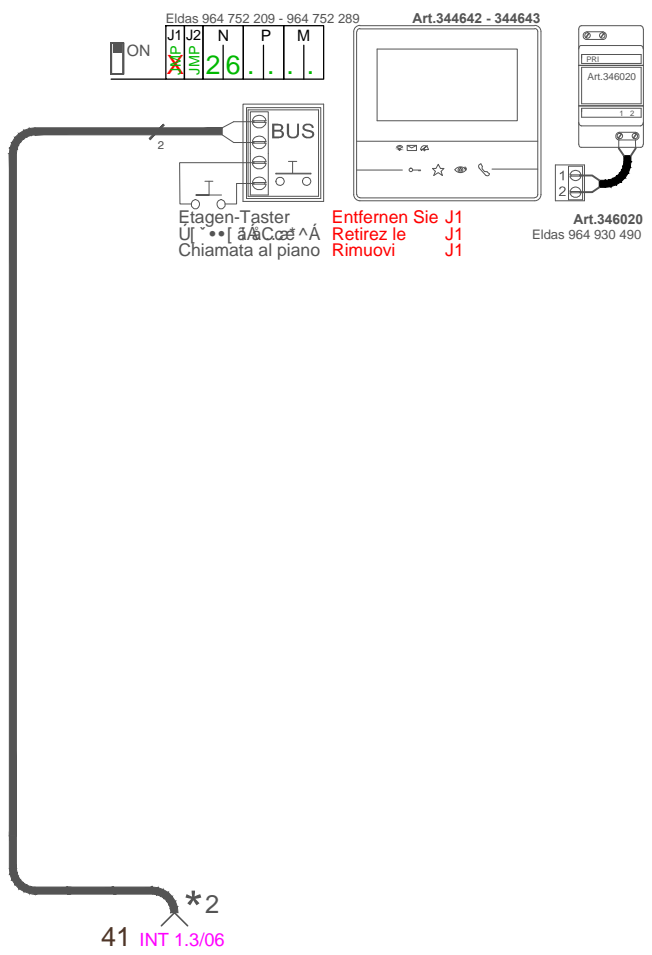 Eldas 964 752 209 - 964 752 289
Art.344642 - 344643
ON
J1 J2 N P M
JMP JMP 2 6 . . . .
PRI
Art.346020
1 2
2
BUS
1
2
Etagen-Taster Entfernen Sie J1
Retirez le J1
Chiamata al piano Rimuovi J1
Art.346020
Eldas 964 930 490
*2
41 INT 1.3/06